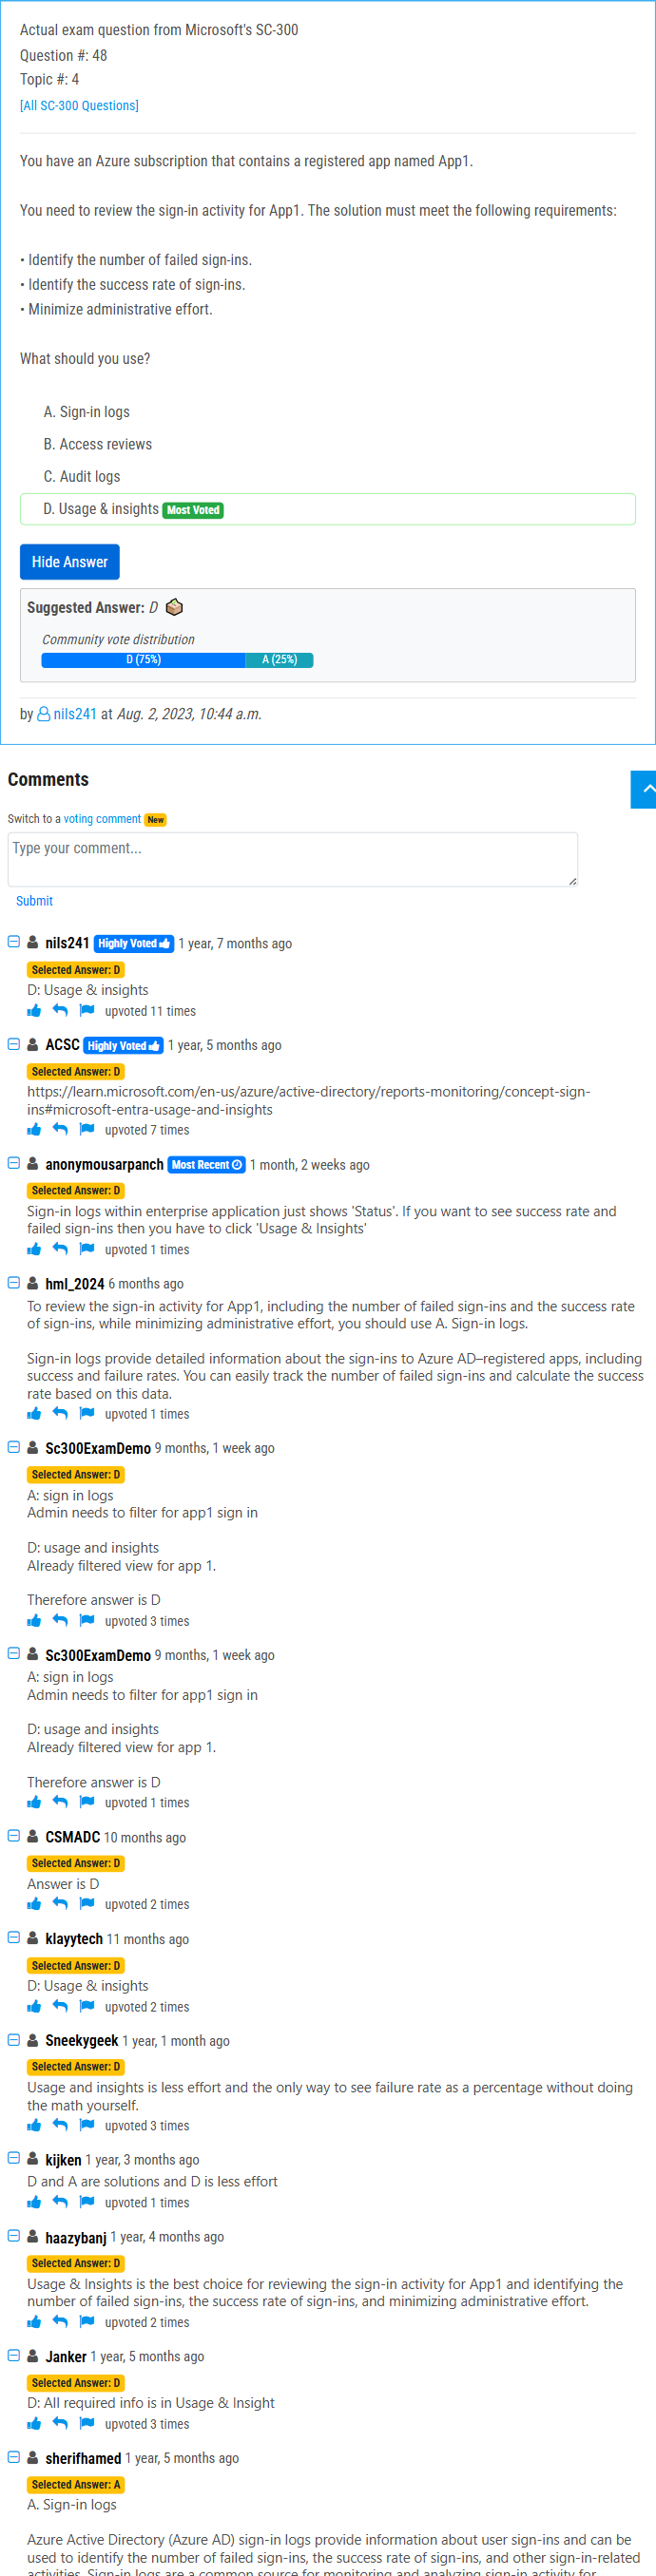 Actual exam question from Microsoft's SC-300
Question #: 48
Topic #: 4
[All SC-300 Questions]
You have an Azure subscription that contains a registered app named App1.
You need to review the sign-in activity for App1. The solution must meet the following requirements:
• Identify the number of failed sign-ins.
• Identify the success rate of sign-ins.
• Minimize administrative effort.
What should you use?
A. Sign-in logs
B. Access reviews
C. Audit logs
D. Usage & insights Most Voted
Hide Answer
Suggested Answer: D
Community vote distribution
D (75%) A (25%)
by nils241 at Aug. 2, 2023, 10:44 a.m.
Comments
Switch to a voting comment New
Type your comment...
Submit
nils241 Highly Voted 1 year, 7 months ago
Selected Answer: D
D: Usage & insights
upvoted 11 times
ACSC Highly Voted 1 year, 5 months ago
Selected Answer: D
https://learn.microsoft.com/en-us/azure/active-directory/reports-monitoring/concept-sign-
ins#microsoft-entra-usage-and-insights
upvoted 7 times
anonymousarpanch Most Recent 1 month, 2 weeks ago
Selected Answer: D
Sign-in logs within enterprise application just shows 'Status'. If you want to see success rate and
failed sign-ins then you have to click 'Usage & Insights'
upvoted 1 times
hml_2024 6 months ago
To review the sign-in activity for App1, including the number of failed sign-ins and the success rate
of sign-ins, while minimizing administrative effort, you should use A. Sign-in logs.
Sign-in logs provide detailed information about the sign-ins to Azure AD–registered apps, including
success and failure rates. You can easily track the number of failed sign-ins and calculate the success
rate based on this data.
upvoted 1 times
Sc300ExamDemo 9 months, 1 week ago
Selected Answer: D
A: sign in logs
Admin needs to filter for app1 sign in
D: usage and insights
Already filtered view for app 1.
Therefore answer is D
upvoted 3 times
Sc300ExamDemo 9 months, 1 week ago
A: sign in logs
Admin needs to filter for app1 sign in
D: usage and insights
Already filtered view for app 1.
Therefore answer is D
upvoted 1 times
CSMADC 10 months ago
Selected Answer: D
Answer is D
upvoted 2 times
klayytech 11 months ago
Selected Answer: D
D: Usage & insights
upvoted 2 times
Sneekygeek 1 year, 1 month ago
Selected Answer: D
Usage and insights is less effort and the only way to see failure rate as a percentage without doing
the math yourself.
upvoted 3 times
kijken 1 year, 3 months ago
D and A are solutions and D is less effort
upvoted 1 times
haazybanj 1 year, 4 months ago
Selected Answer: D
Usage & Insights is the best choice for reviewing the sign-in activity for App1 and identifying the
number of failed sign-ins, the success rate of sign-ins, and minimizing administrative effort.
upvoted 2 times
Janker 1 year, 5 months ago
Selected Answer: D
D: All required info is in Usage & Insight
upvoted 3 times
sherifhamed 1 year, 5 months ago
Selected Answer: A
A. Sign-in logs
Azure Active Directory (Azure AD) sign-in logs provide information about user sign-ins and can be
used to identify the number of failed sign-ins, the success rate of sign-ins, and other sign-in-related
activities. Sign-in logs are a common source for monitoring and analyzing sign-in activity for